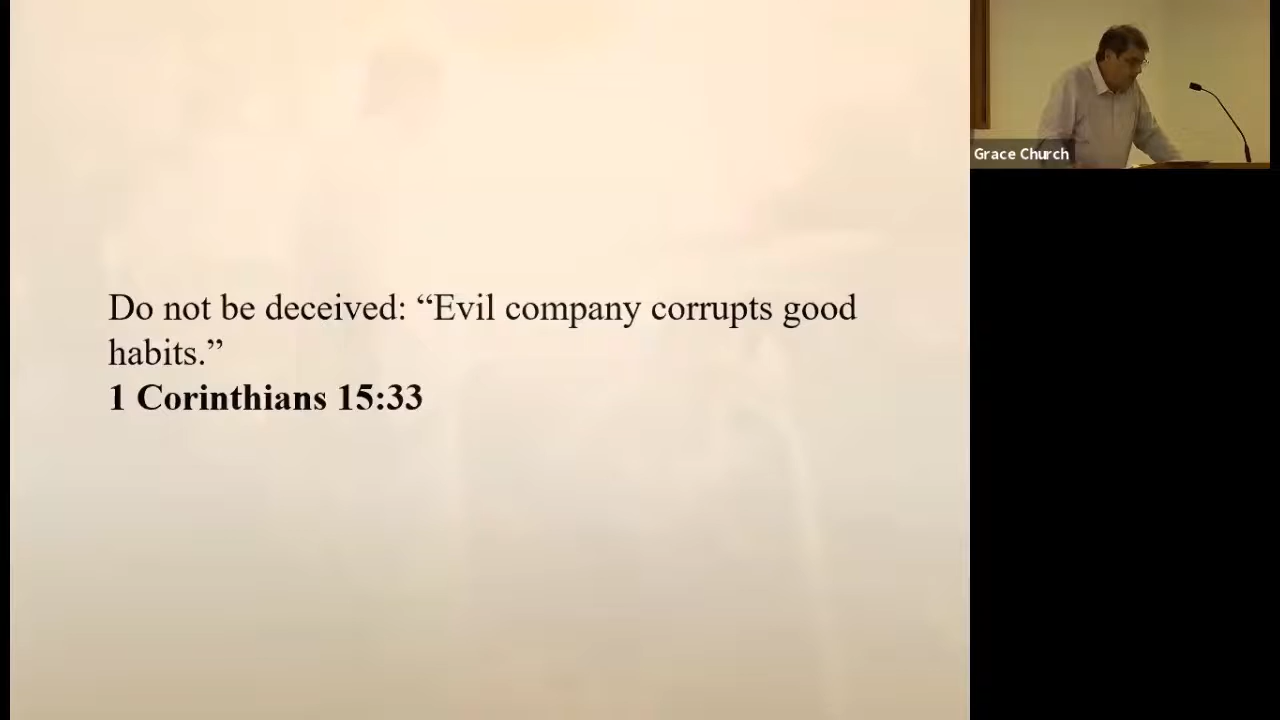 Do not be deceived: “Evil company corrupts good
habits.”
1 Corinthians 15:33
Grace Church